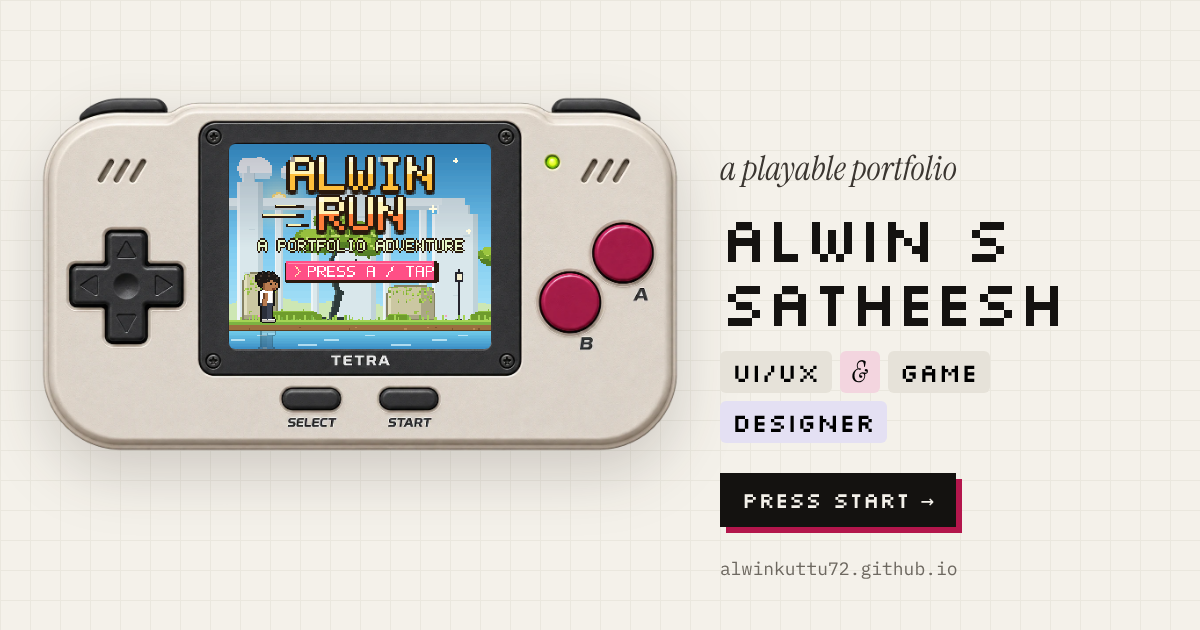 ALWIN
RUN
A PORTFOLIO ADVENTURE
> PRESS A / TAP
TETRA
SELECT
START
A
B
a playable portfolio
ALWIN S
SATHEESH
UI/UX & GAME
DESIGNER
PRESS START →
alwinkuttu72.github.io